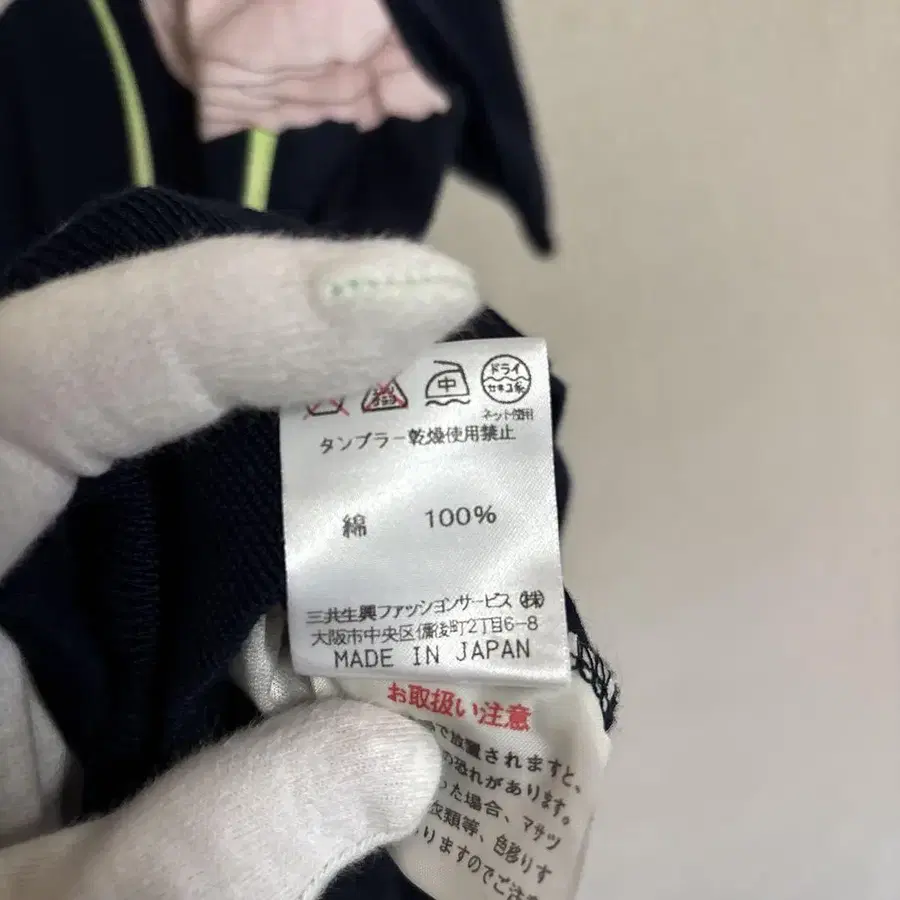 中
ドライ
セキユ系
ネット使用
タンブラー乾燥使用禁止
綿 100%
三共生興ファッションサービス㈱
大阪市中央区備後町2丁目6-8
MADE IN JAPAN
お取扱い注意
で放置されますと、
の恐れがあります。
った場合、マサツ
衣類等、色移りす
りますのでご注意